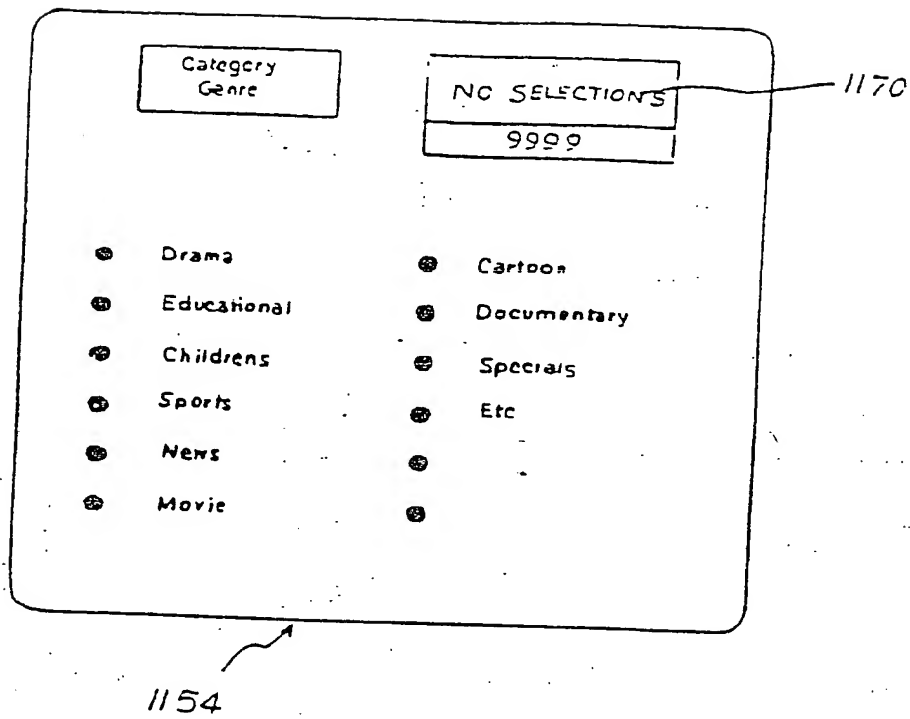 Category
Genre
NO SELECTIONS
9999
1170
Drama
Educational
Childrens
Sports
News
Movie
Cartoon
Documentary
Specials
Etc
1154